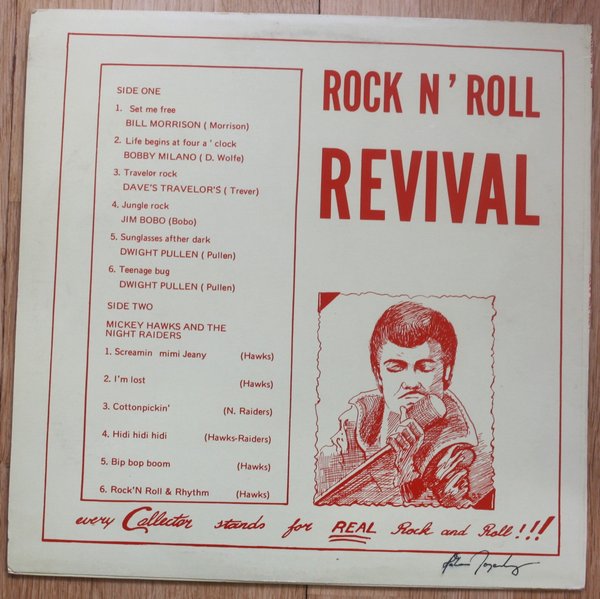 ROCK N' ROLL
REVIVAL
SIDE ONE
1. Set me free
BILL MORRISON ( Morrison)
2. Life begins at four a ' clock
BOBBY MILANO ( D. Wolfe)
3. Travelor rock
DAVE'S TRAVELOR'S ( Trever)
4. Jungle rock
JIM BOBO (Bobo)
5. Sunglasses afther dark
DWIGHT PULLEN ( Pullen)
6. Teenage bug
DWIGHT PULLEN ( Pullen)
SIDE TWO
MICKEY HAWKS AND THE
NIGHT RAIDERS
1. Screamin mimi Jeany (Hawks)
2. I'm lost (Hawks)
3. Cottonpickin' (N. Raiders)
4. Hidi hidi hidi (Hawks-Raiders)
5. Bip bop boom (Hawks)
6. Rock'N Roll & Rhythm (Hawks)
every Collector stands for REAL Rock and Roll!!!